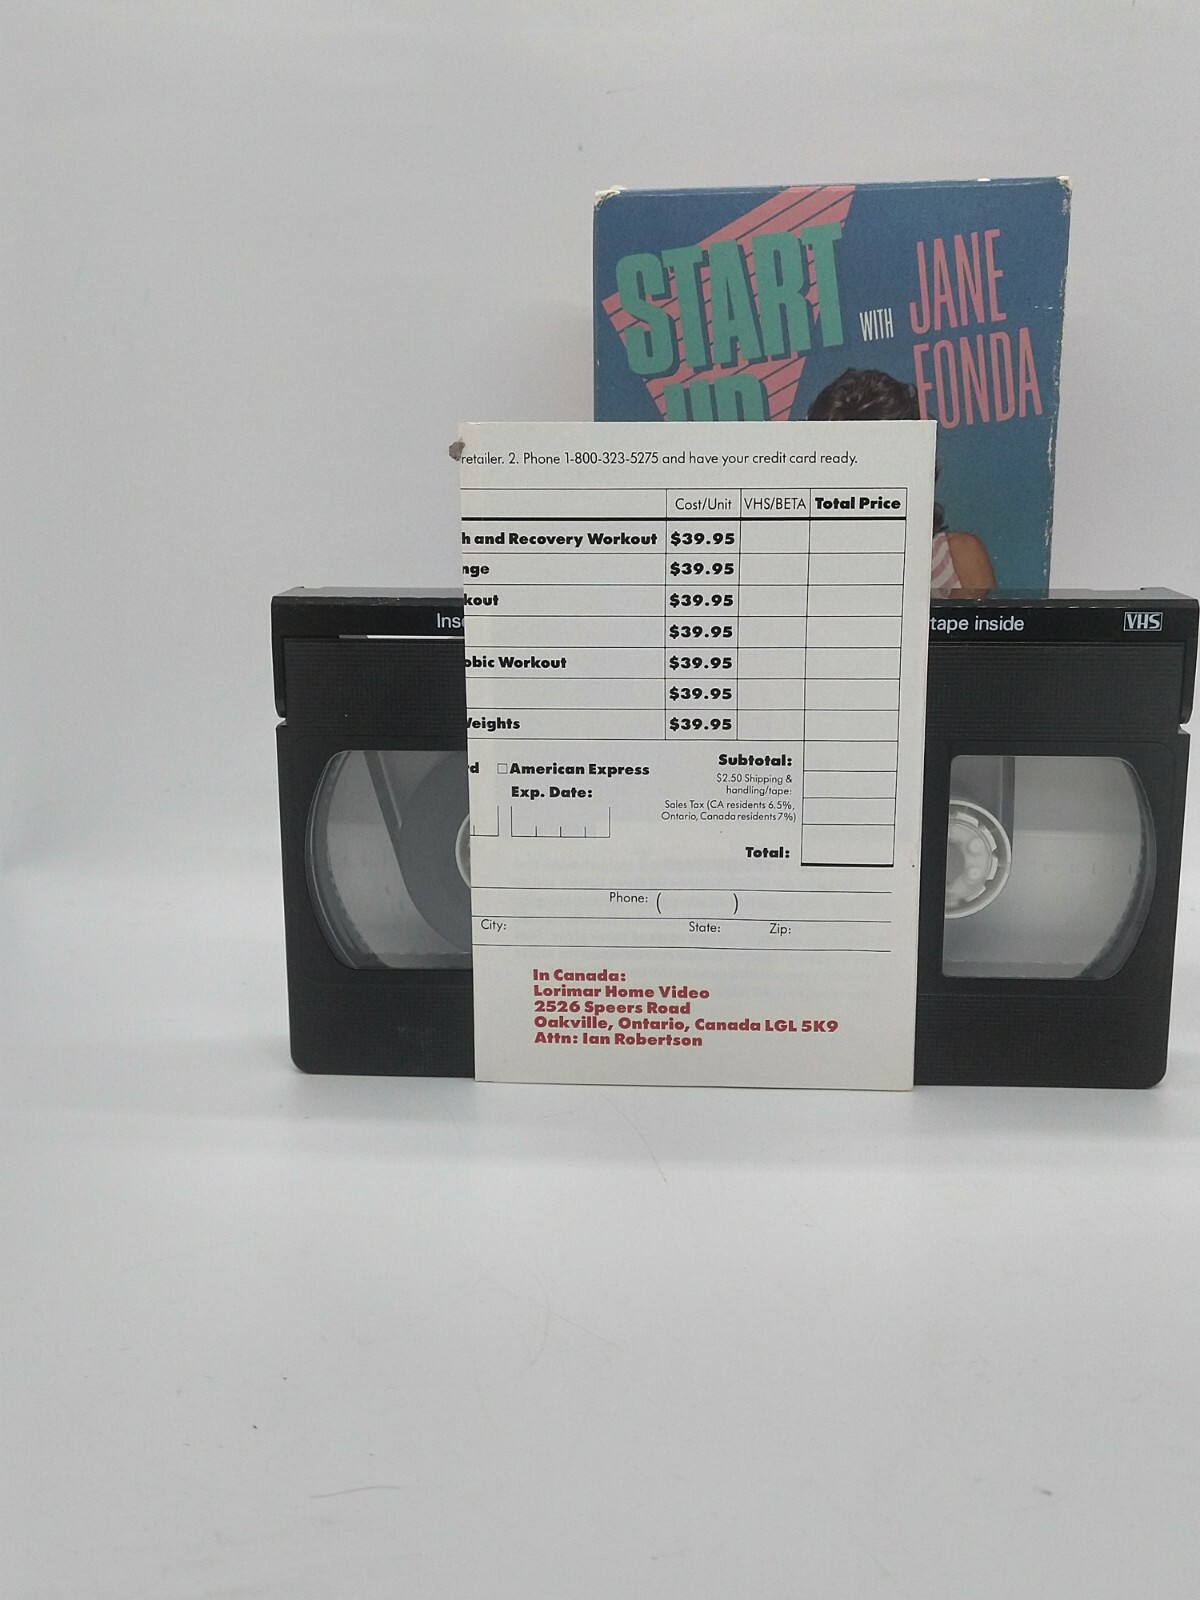 START
UP
WITH
JANE
FONDA
retailer. 2. Phone 1-800-323-5275 and have your credit card ready.
Cost/Unit VHS/BETA Total Price
h and Recovery Workout $39.95
nge $39.95
kout $39.95
$39.95
obic Workout $39.95
$39.95
Weights $39.95
Subtotal:
rd □ American Express
$2.50 Shipping &
handling/tape:
Exp. Date:
Sales Tax (CA residents 6.5%,
Ontario, Canada residents 7%)
Total:
Phone: ( )
City: State: Zip:
In Canada:
Lorimar Home Video
2526 Speers Road
Oakville, Ontario, Canada LGL 5K9
Attn: Ian Robertson
Inse
tape inside
VHS